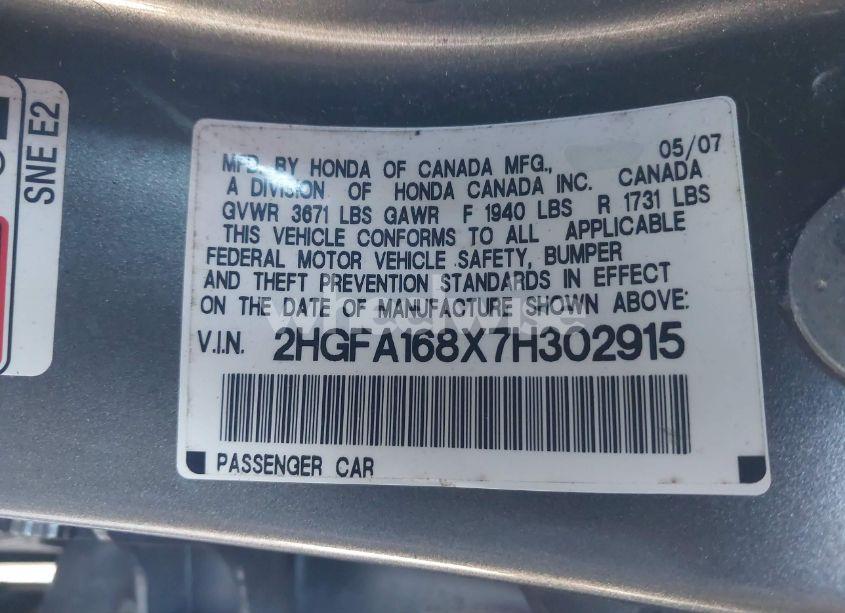 SNE E2
05/07
MFD. BY HONDA OF CANADA MFG.,
A DIVISION OF HONDA CANADA INC. CANADA
GVWR 3671 LBS GAWR F 1940 LBS R 1731 LBS
THIS VEHICLE CONFORMS TO ALL APPLICABLE
FEDERAL MOTOR VEHICLE SAFETY, BUMPER
AND THEFT PREVENTION STANDARDS IN EFFECT
ON THE DATE OF MANUFACTURE SHOWN ABOVE:
V.I.N. 2HGFA168X7H302915
PASSENGER CAR